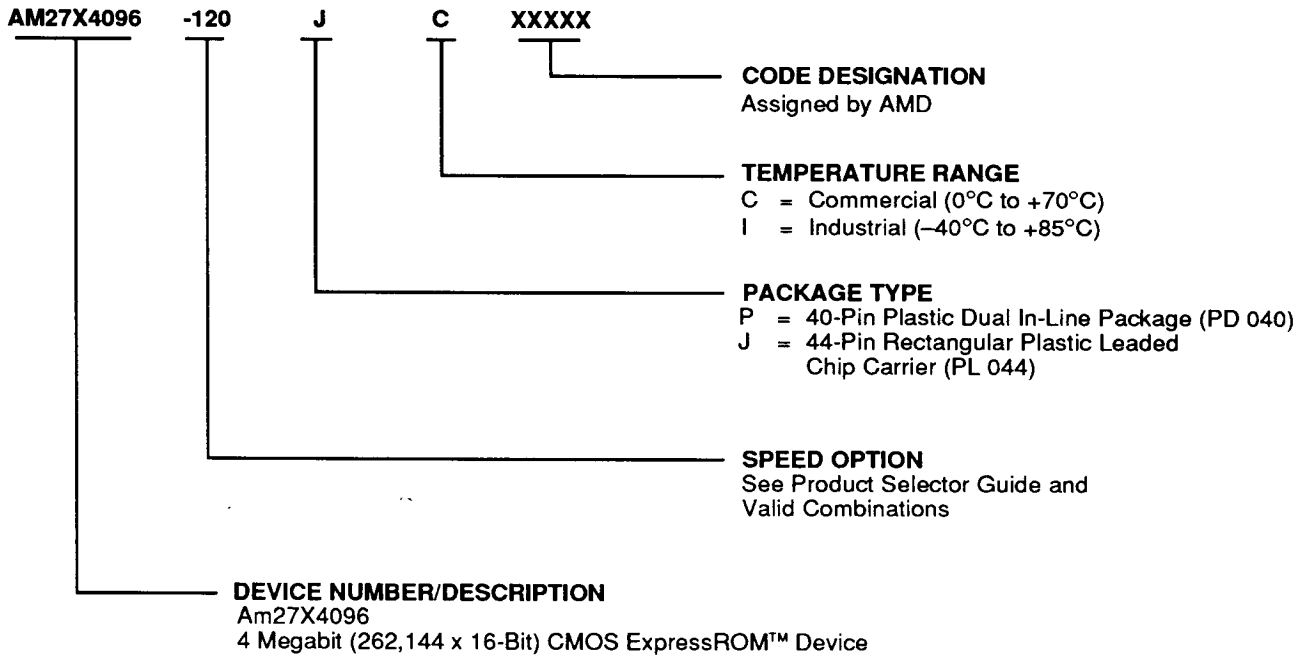 AM27X4096 -120 J C XXXXX
CODE DESIGNATION
Assigned by AMD
TEMPERATURE RANGE
C = Commercial (0°C to +70°C)
I = Industrial (–40°C to +85°C)
PACKAGE TYPE
P = 40-Pin Plastic Dual In-Line Package (PD 040)
J = 44-Pin Rectangular Plastic Leaded
Chip Carrier (PL 044)
SPEED OPTION
See Product Selector Guide and
Valid Combinations
DEVICE NUMBER/DESCRIPTION
Am27X4096
4 Megabit (262,144 x 16-Bit) CMOS ExpressROM™ Device